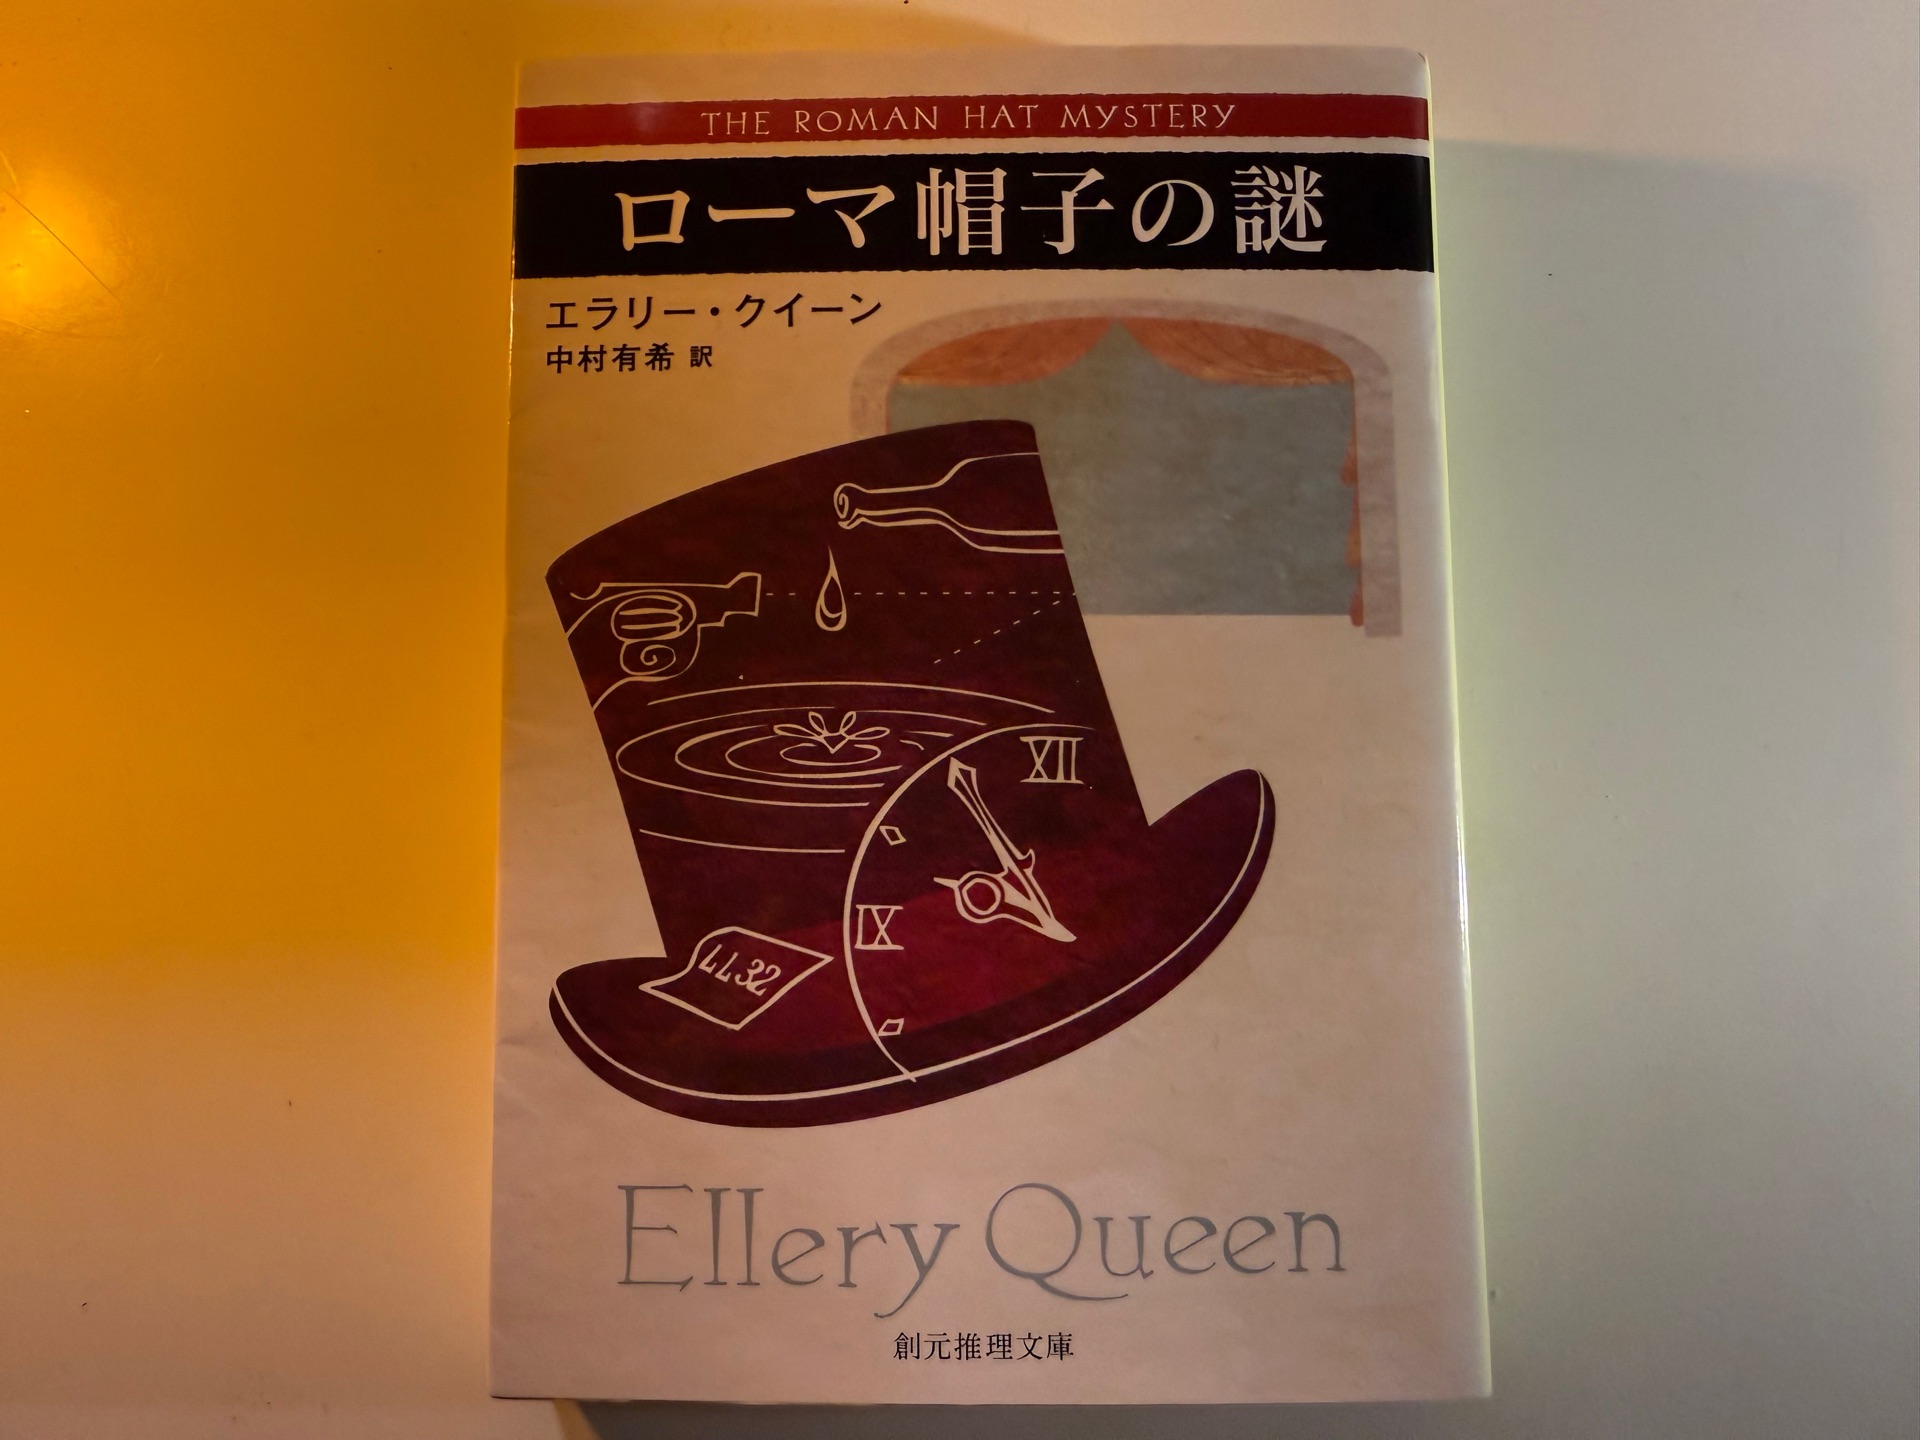 THE ROMAN HAT MYSTERY
ローマ帽子の謎
エラリー・クイーン
中村有希 訳
XII
IX
LL32
Ellery Queen
創元推理文庫